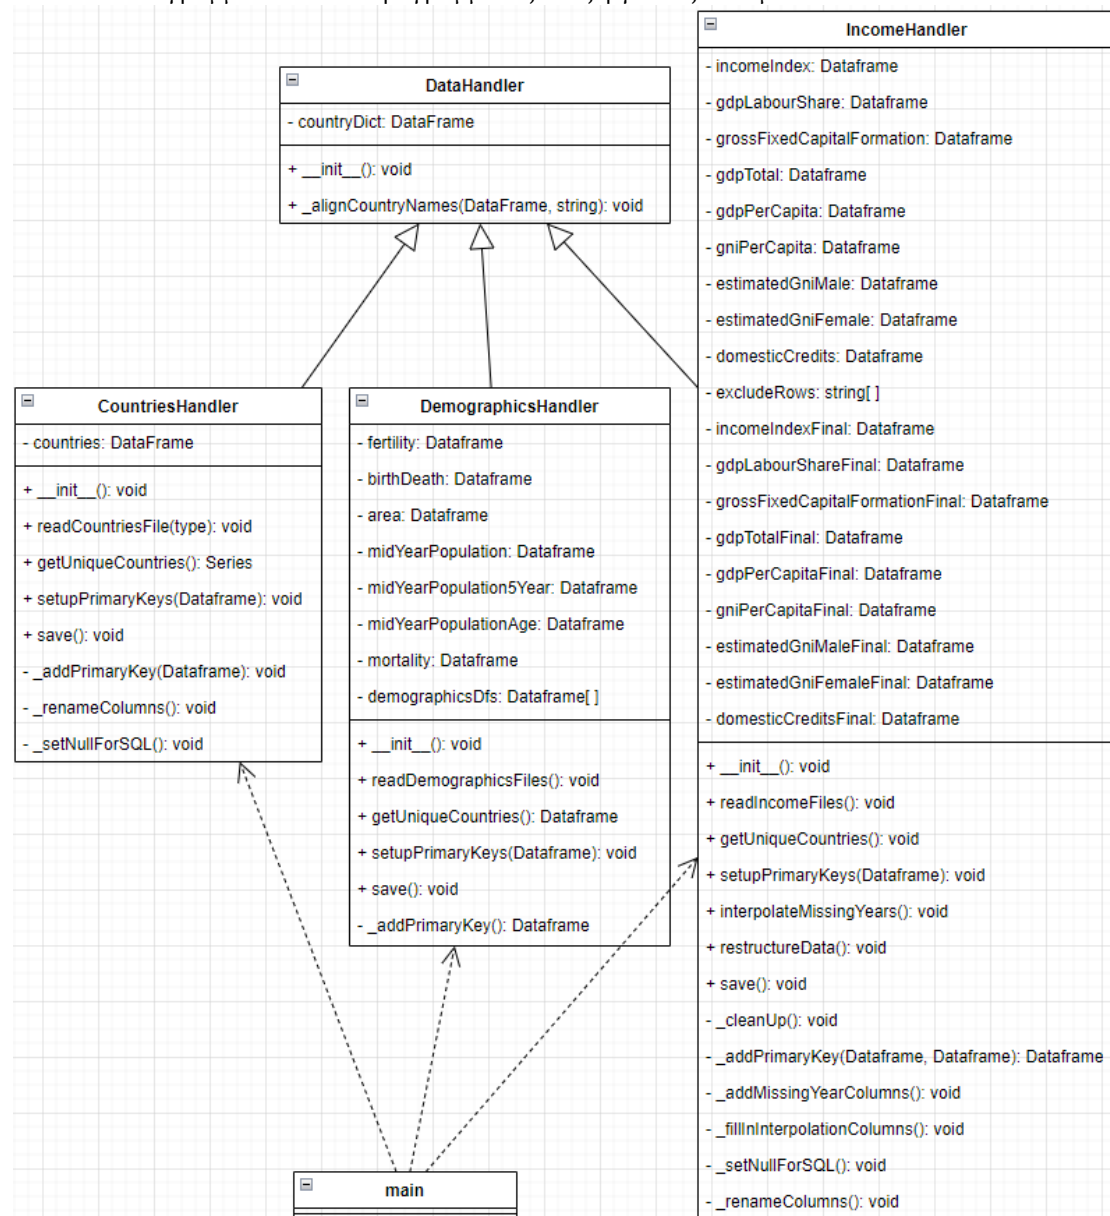 DataHandler
- countryDict: DataFrame
+ __init__(): void
+ _alignCountryNames(DataFrame, string): void
IncomeHandler
- incomeIndex: Dataframe
- gdpLabourShare: Dataframe
- grossFixedCapitalFormation: Dataframe
- gdpTotal: Dataframe
- gdpPerCapita: Dataframe
- gniPerCapita: Dataframe
- estimatedGniMale: Dataframe
- estimatedGniFemale: Dataframe
- domesticCredits: Dataframe
- excludeRows: string[ ]
- incomeIndexFinal: Dataframe
- gdpLabourShareFinal: Dataframe
- grossFixedCapitalFormationFinal: Dataframe
- gdpTotalFinal: Dataframe
- gdpPerCapitaFinal: Dataframe
- gniPerCapitaFinal: Dataframe
- estimatedGniMaleFinal: Dataframe
- estimatedGniFemaleFinal: Dataframe
- domesticCreditsFinal: Dataframe
+ __init__(): void
+ readIncomeFiles(): void
+ getUniqueCountries(): void
+ setupPrimaryKeys(Dataframe): void
+ interpolateMissingYears(): void
+ restructureData(): void
+ save(): void
- _cleanUp(): void
- _addPrimaryKey(Dataframe, Dataframe): Dataframe
- _addMissingYearColumns(): void
- _fillInInterpolationColumns(): void
- _setNullForSQL(): void
- _renameColumns(): void
CountriesHandler
- countries: DataFrame
+ __init__(): void
+ readCountriesFile(type): void
+ getUniqueCountries(): Series
+ setupPrimaryKeys(Dataframe): void
+ save(): void
- _addPrimaryKey(Dataframe): void
- _renameColumns(): void
- _setNullForSQL(): void
DemographicsHandler
- fertility: Dataframe
- birthDeath: Dataframe
- area: Dataframe
- midYearPopulation: Dataframe
- midYearPopulation5Year: Dataframe
- midYearPopulationAge: Dataframe
- mortality: Dataframe
- demographicsDfs: Dataframe[ ]
+ __init__(): void
+ readDemographicsFiles(): void
+ getUniqueCountries(): Dataframe
+ setupPrimaryKeys(Dataframe): void
+ save(): void
- _addPrimaryKey(): Dataframe
main